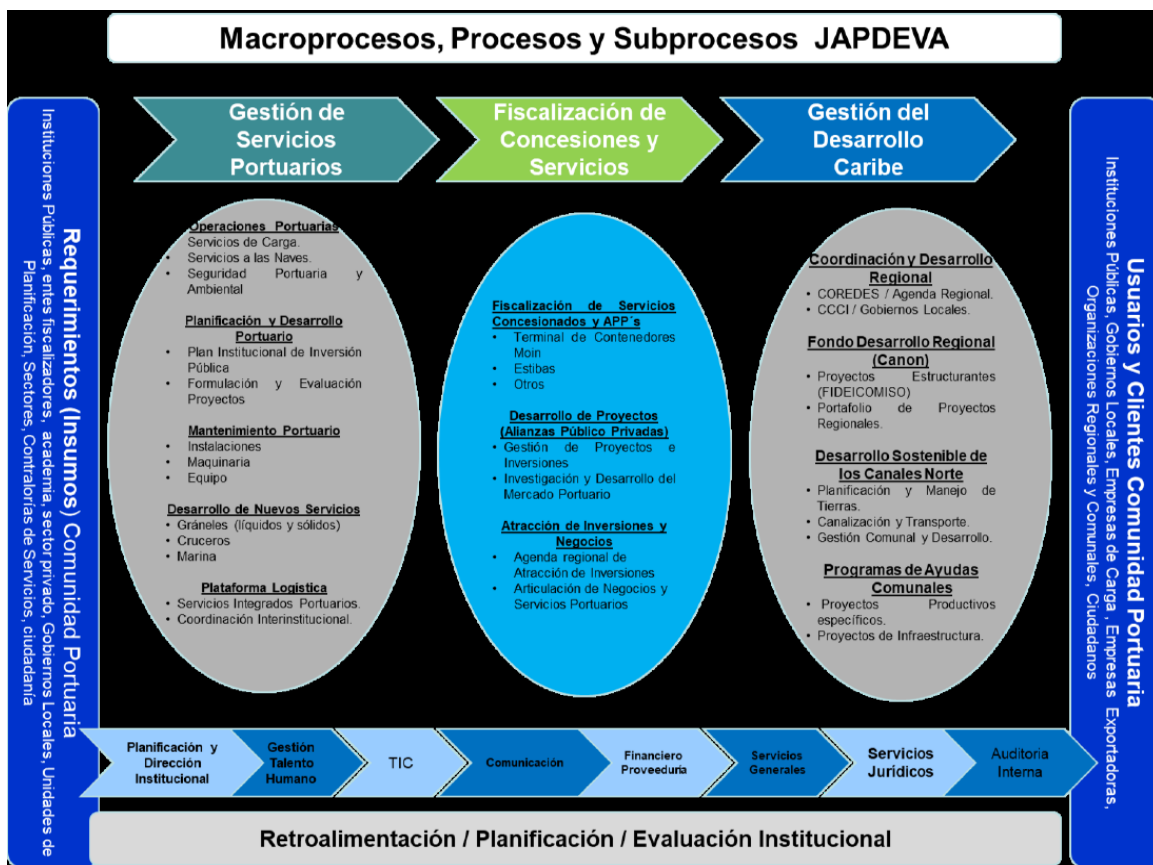 Macroprocesos, Procesos y Subprocesos JAPDEVA
Requerimientos (Insumos) Comunidad Portuaria
Instituciones Públicas, entes fiscalizadores, academia, sector privado, Gobiernos Locales, Unidades de
Planificación, Sectores, Contralorías de Servicios, ciudadanía
Gestión de
Servicios
Portuarios
Operaciones Portuarias
Servicios de Carga.
• Servicios a las Naves.
• Seguridad Portuaria y
Ambiental
Planificación y Desarrollo
Portuario
• Plan Institucional de Inversión
Pública
• Formulación y Evaluación
Proyectos
Mantenimiento Portuario
• Instalaciones
• Maquinaria
• Equipo
Desarrollo de Nuevos Servicios
• Gráneles (líquidos y sólidos)
• Cruceros
• Marina
Plataforma Logística
• Servicios Integrados Portuarios.
• Coordinación Interinstitucional.
Fiscalización de
Concesiones y
Servicios
Fiscalización de Servicios
Concesionados y APP´s
• Terminal de Contenedores
Moin
• Estibas
• Otros
Desarrollo de Proyectos
(Alianzas Público Privadas)
• Gestión de Proyectos e
Inversiones
• Investigación y Desarrollo del
Mercado Portuario
Atracción de Inversiones y
Negocios
• Agenda regional de
Atracción de Inversiones
• Articulación de Negocios y
Servicios Portuarios
Gestión del
Desarrollo
Caribe
Coordinación y Desarrollo
Regional
• COREDES / Agenda Regional.
• CCCI / Gobiernos Locales.
Fondo Desarrollo Regional
(Canon)
• Proyectos Estructurantes
(FIDEICOMISO)
• Portafolio de Proyectos
Regionales.
Desarrollo Sostenible de
los Canales Norte
• Planificación y Manejo de
Tierras.
• Canalización y Transporte.
• Gestión Comunal y Desarrollo.
Programas de Ayudas
Comunales
• Proyectos Productivos
específicos.
• Proyectos de Infraestructura.
Usuarios y Clientes Comunidad Portuaria
Instituciones Públicas, Gobiernos Locales, Empresas de Carga , Empresas Exportadoras,
Organizaciones Regionales y Comunales, Ciudadanos
Planificación y
Dirección
Institucional
Gestión
Talento
Humano
TIC
Comunicación
Financiero
Proveeduría
Servicios
Generales
Servicios
Jurídicos
Auditoria
Interna
Retroalimentación / Planificación / Evaluación Institucional